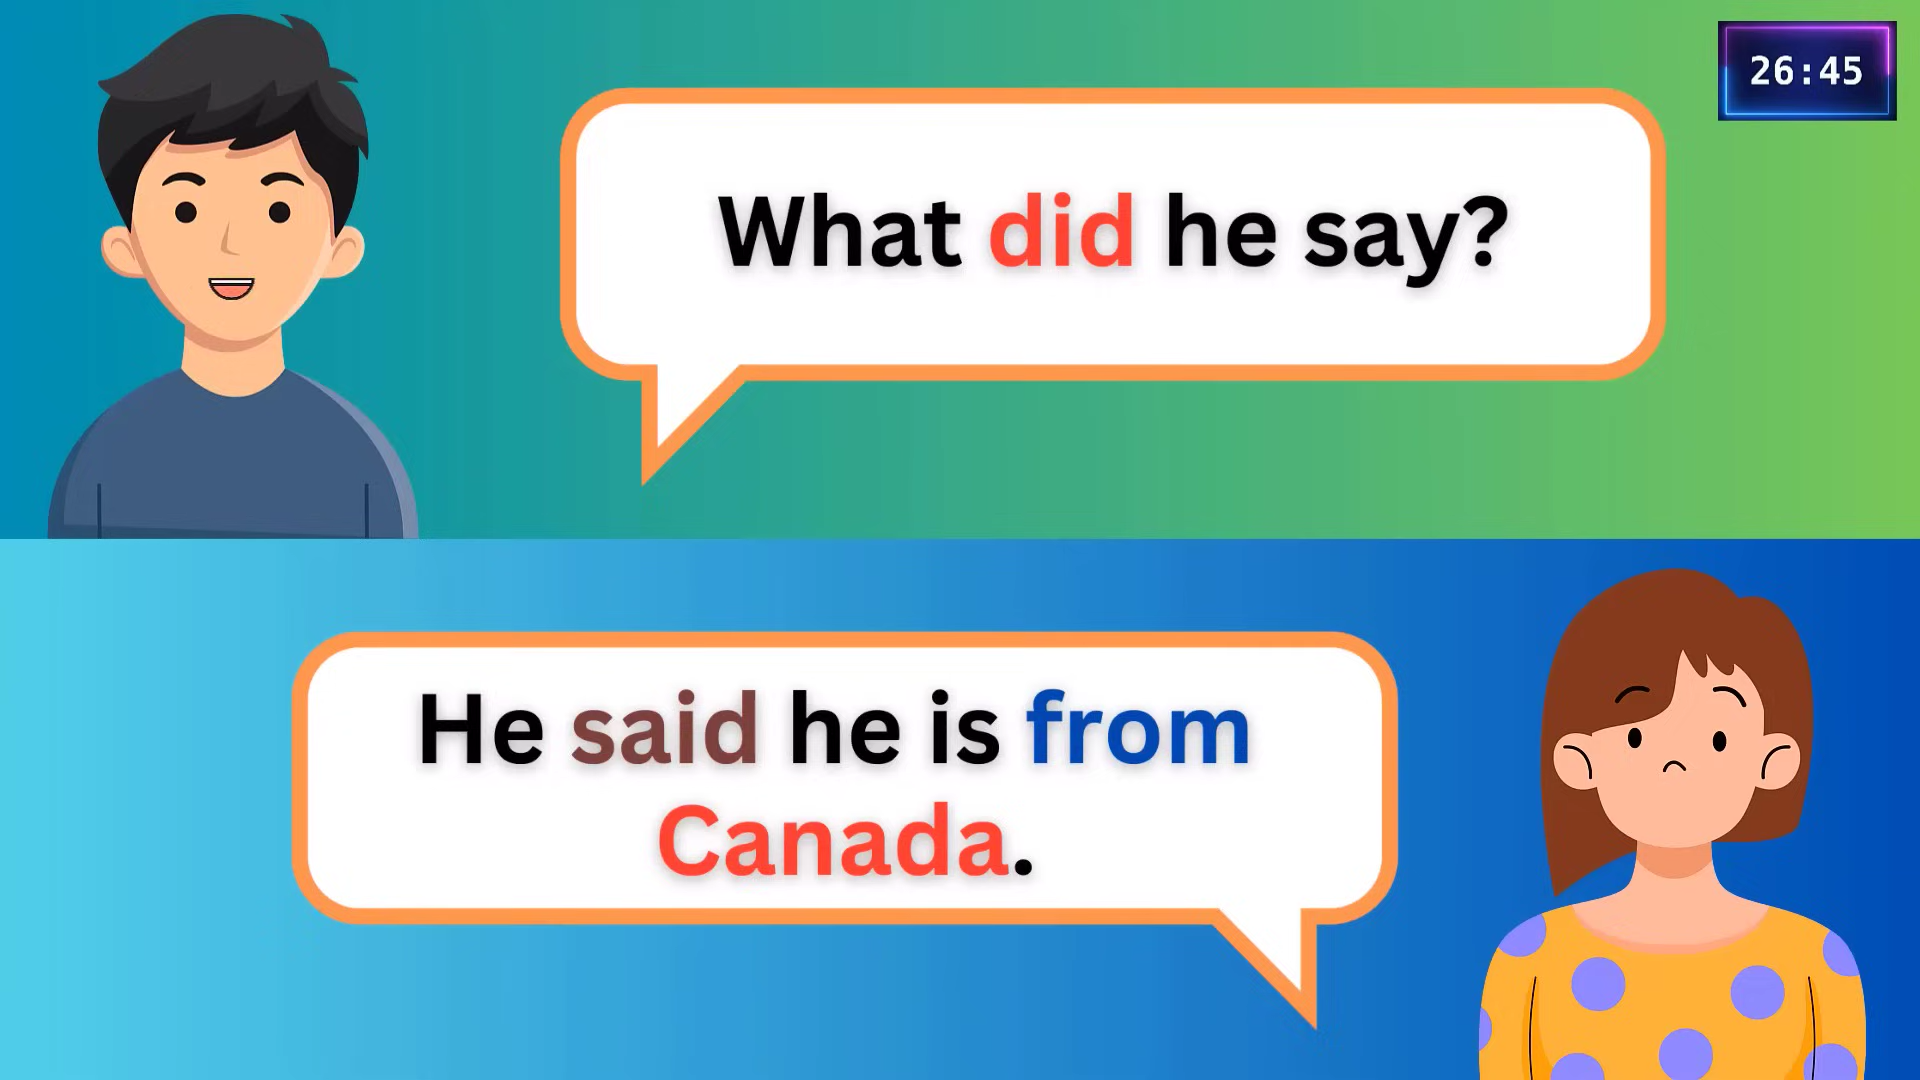 26:45
What did he say?
He said he is from
Canada.